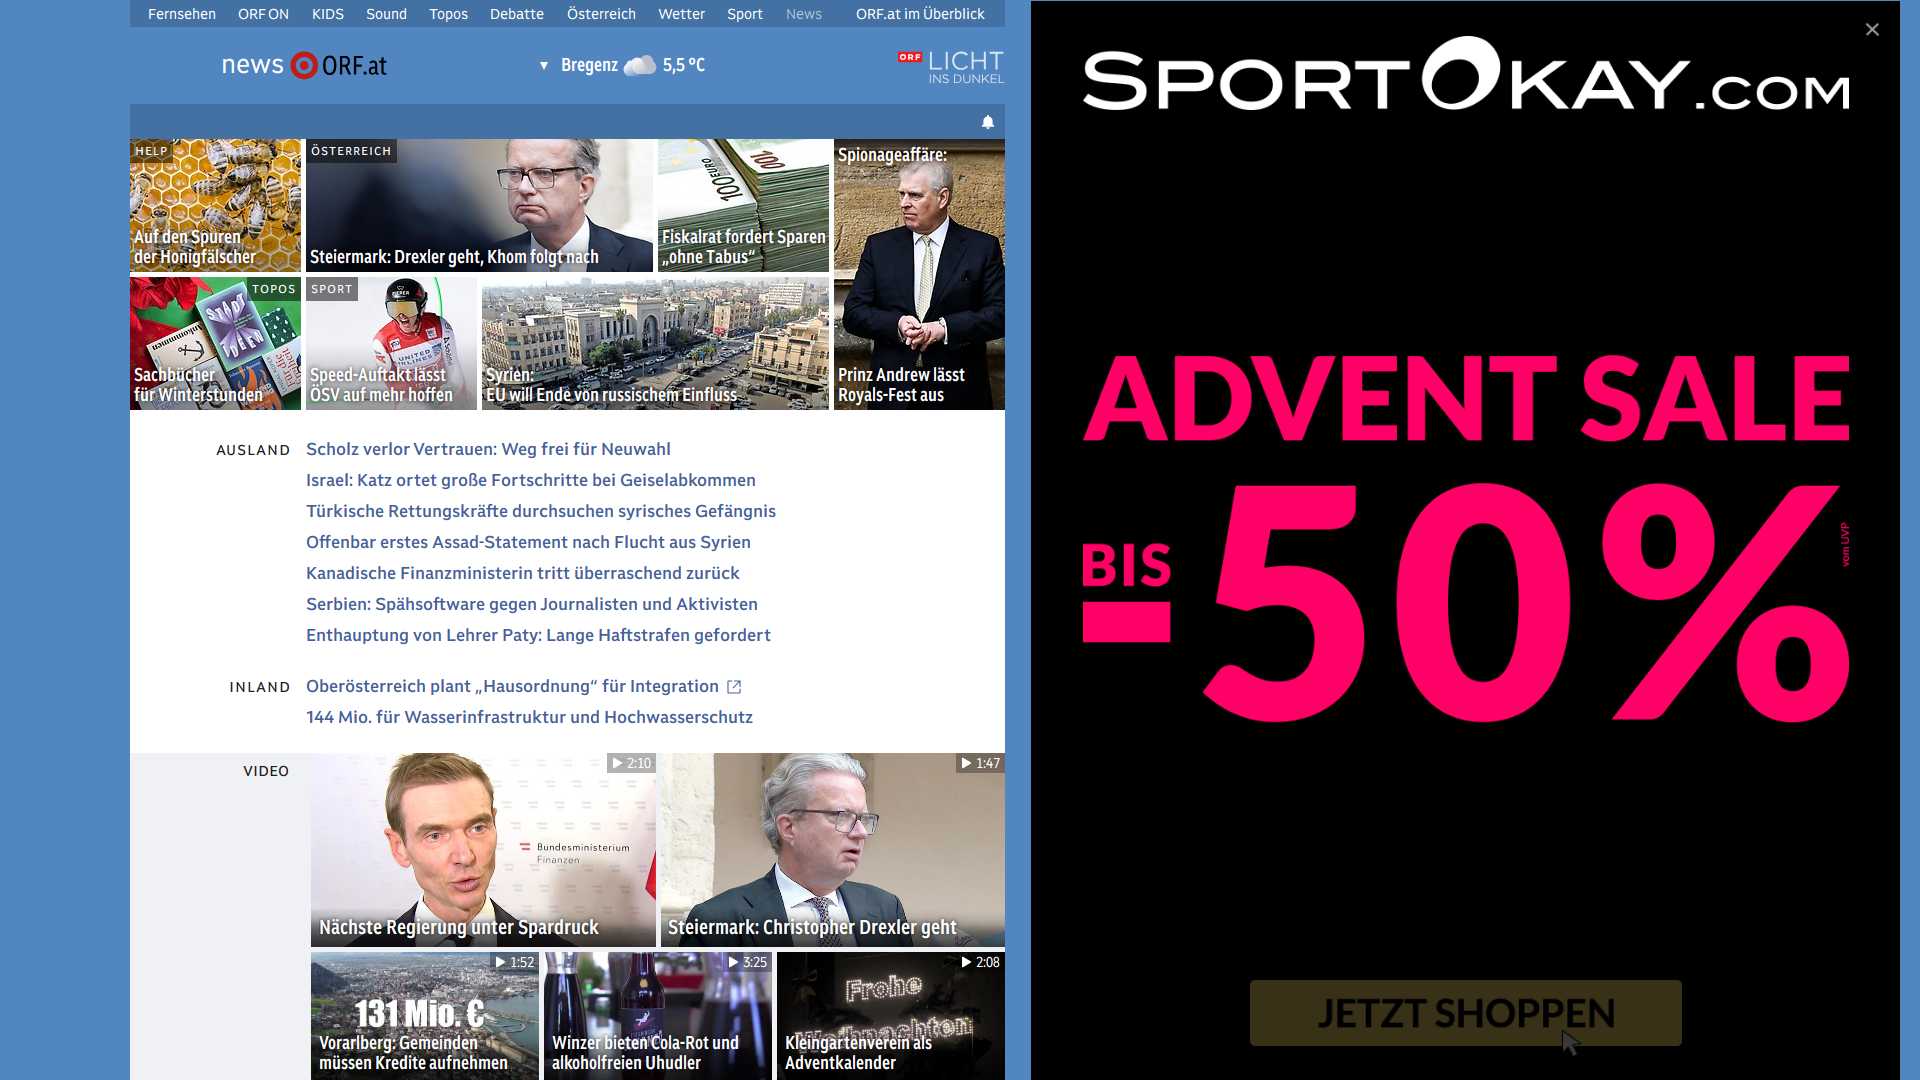 Fernsehen ORF ON KIDS Sound Topos Debatte Österreich Wetter Sport News ORF.at im Überblick
news ORF.at
Bregenz 5,5 °C
ORF LICHT
INS DUNKEL
HELP
Auf den Spuren
der Honigfälscher
ÖSTERREICH
Steiermark: Drexler geht, Khom folgt nach
100 EURO
100
Fiskalrat fordert Sparen
„ohne Tabus“
Spionageaffäre:
Prinz Andrew lässt
Royals-Fest aus
TOPOS
STADT
IDEEN
Ankommen
Sachbücher
für Winterstunden
SPORT
UNITED
AIRLINES
Speed-Auftakt lässt
ÖSV auf mehr hoffen
Syrien:
EU will Ende von russischem Einfluss
AUSLAND
Scholz verlor Vertrauen: Weg frei für Neuwahl
Israel: Katz ortet große Fortschritte bei Geiselabkommen
Türkische Rettungskräfte durchsuchen syrisches Gefängnis
Offenbar erstes Assad-Statement nach Flucht aus Syrien
Kanadische Finanzministerin tritt überraschend zurück
Serbien: Spähsoftware gegen Journalisten und Aktivisten
Enthauptung von Lehrer Paty: Lange Haftstrafen gefordert
INLAND
Oberösterreich plant „Hausordnung“ für Integration
144 Mio. für Wasserinfrastruktur und Hochwasserschutz
VIDEO
2:10
Bundesministerium
Finanzen
Nächste Regierung unter Spardruck
1:47
Steiermark: Christopher Drexler geht
1:52
131 Mio. €
Vorarlberg: Gemeinden
müssen Kredite aufnehmen
3:25
Winzer bieten Cola-Rot und
alkoholfreien Uhudler
2:08
Frohe
Weihnachten
Kleingartenverein als
Adventkalender
SPORTOKAY.COM
ADVENT SALE
BIS
-50%
vom UVP
JETZT SHOPPEN